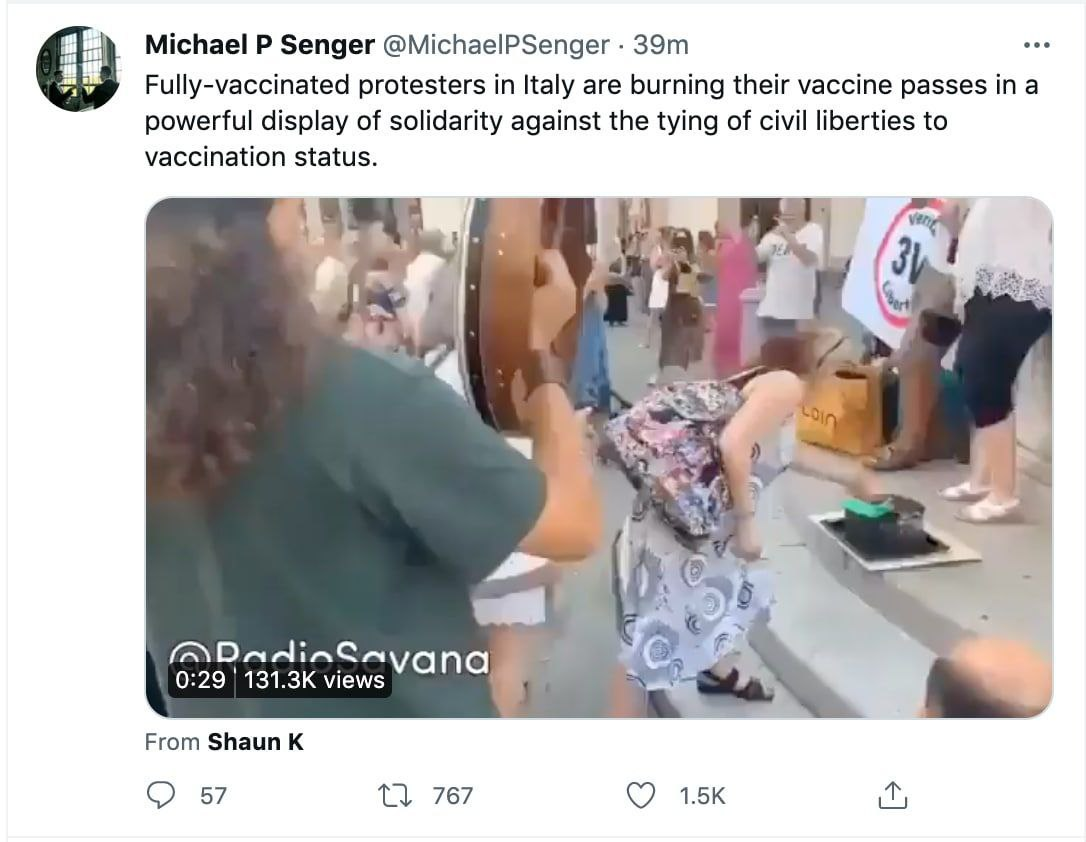 Michael P Senger @MichaelPSenger · 39m
Fully-vaccinated protesters in Italy are burning their vaccine passes in a
powerful display of solidarity against the tying of civil liberties to
vaccination status.
3V
@RadioSavana
0:29 131.3K views
From Shaun K
57 767 1.5K